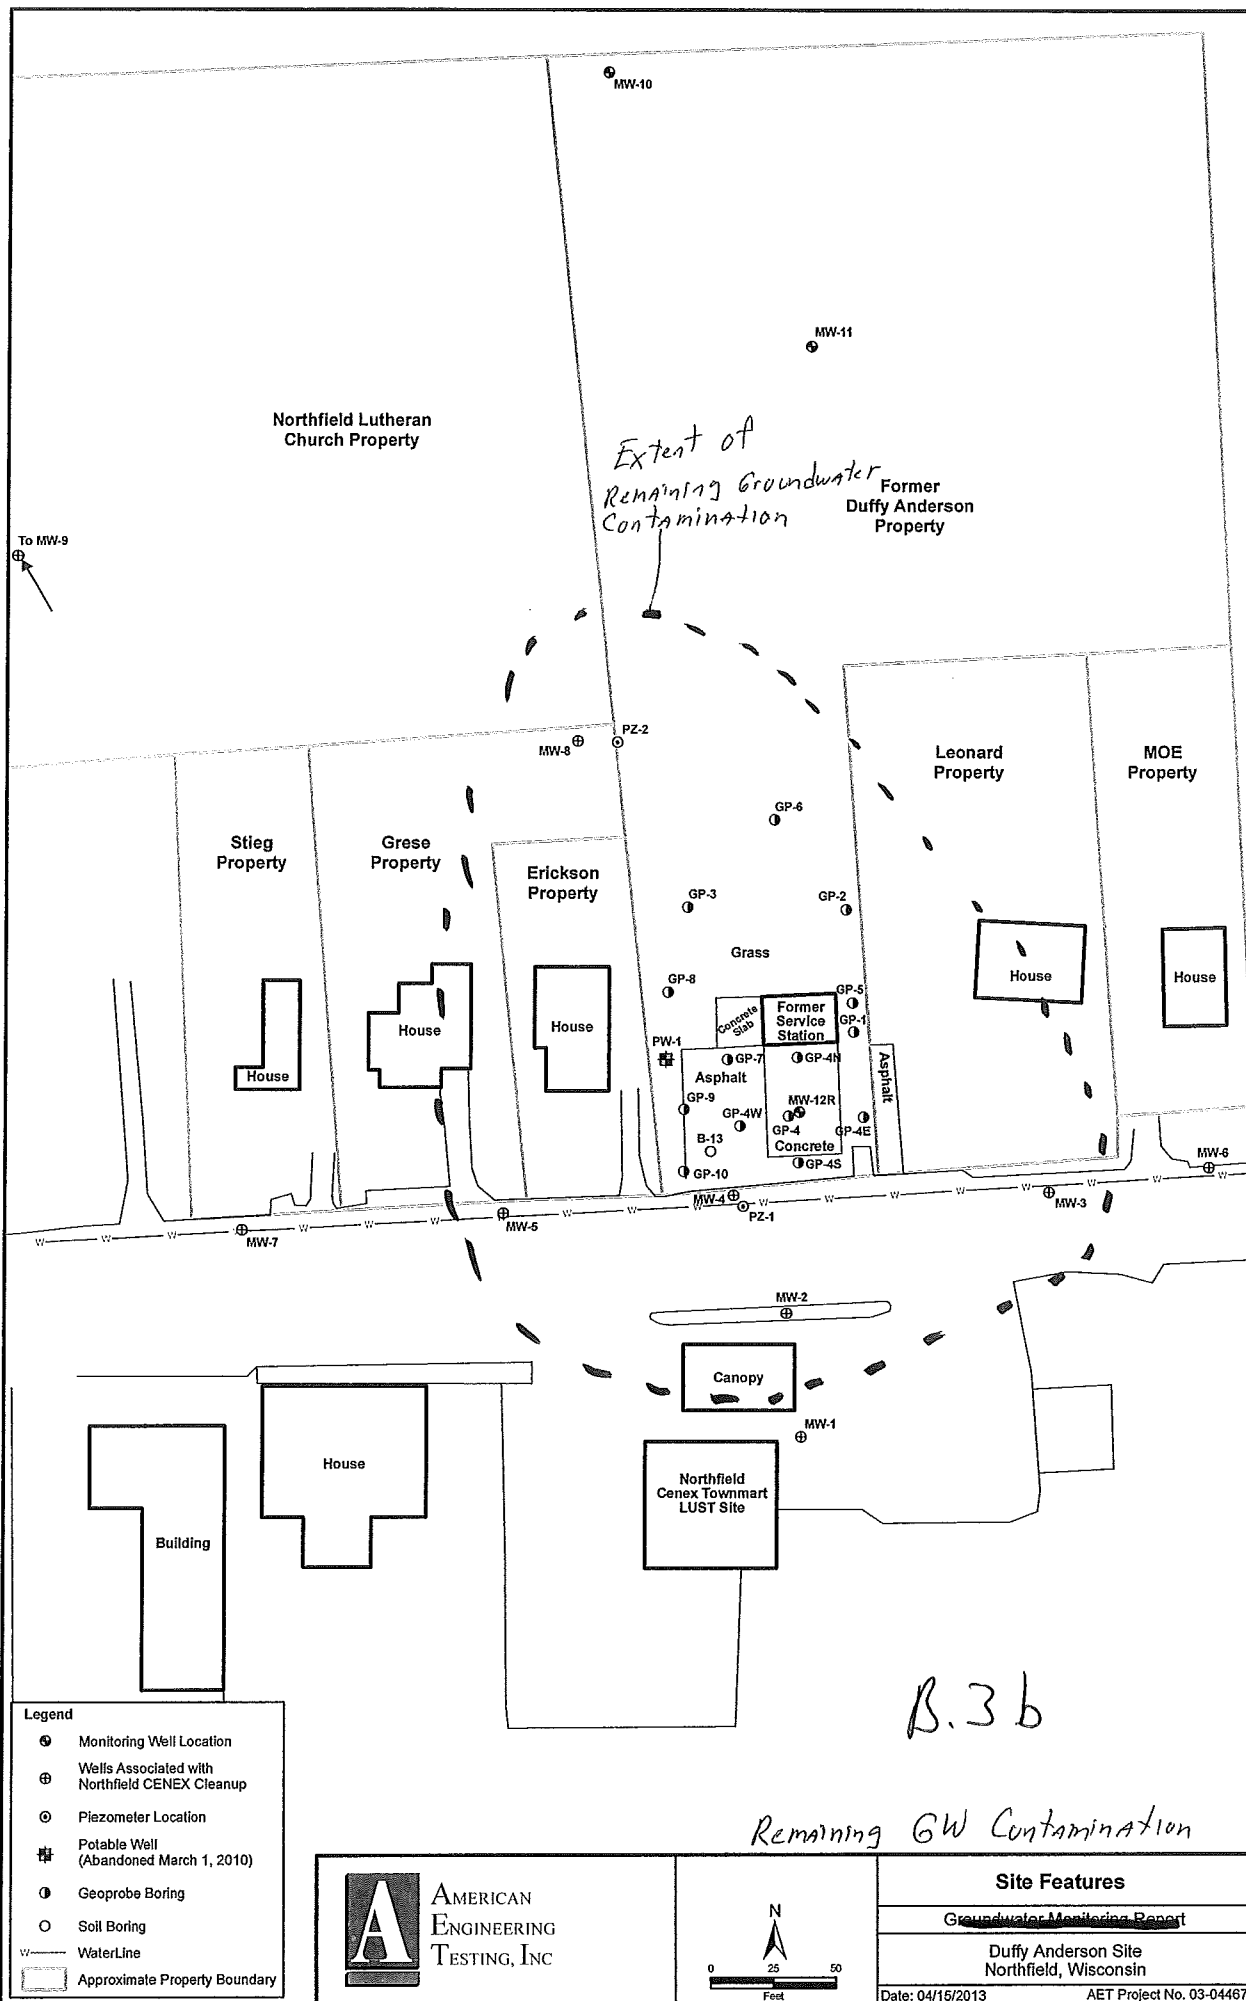 MW-10
MW-11
Northfield Lutheran
Church Property
Extent of
Remaining Groundwater
Contamination
Former
Duffy Anderson
Property
To MW-9
PZ-2
MW-8
Leonard
Property
MOE
Property
GP-6
Stieg
Property
Grese
Property
Erickson
Property
GP-3
GP-2
Grass
House
House
GP-8
GP-5
Concrete
Slab
Former
Service
Station
GP-1
House
House
PW-1
GP-7
GP-4N
Asphalt
Asphalt
House
GP-9
GP-4W
MW-12R
GP-4
GP-4E
B-13
Concrete
GP-10
GP-4S
MW-6
MW-4
PZ-1
MW-3
MW-5
MW-7
W W W W W W W W W W W W W W W W W
MW-2
Canopy
MW-1
House
Northfield
Cenex Townmart
LUST Site
Building
B.3b
Legend
Monitoring Well Location
Wells Associated with
Northfield CENEX Cleanup
Piezometer Location
Potable Well
(Abandoned March 1, 2010)
Geoprobe Boring
Soil Boring
W WaterLine
Approximate Property Boundary
Remaining GW Contamination
A
AMERICAN
ENGINEERING
TESTING, INC
N
0 25 50
Feet
Site Features
Groundwater Monitoring Report
Duffy Anderson Site
Northfield, Wisconsin
Date: 04/15/2013 AET Project No. 03-04467